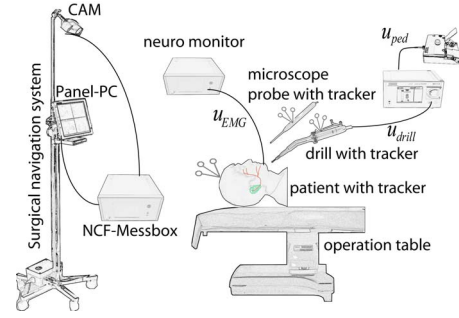 CAM
neuro monitor
u_ped
Panel-PC
microscope
probe with tracker
u_EMG
u_drill
drill with tracker
Surgical navigation system
patient with tracker
NCF-Messbox
operation table